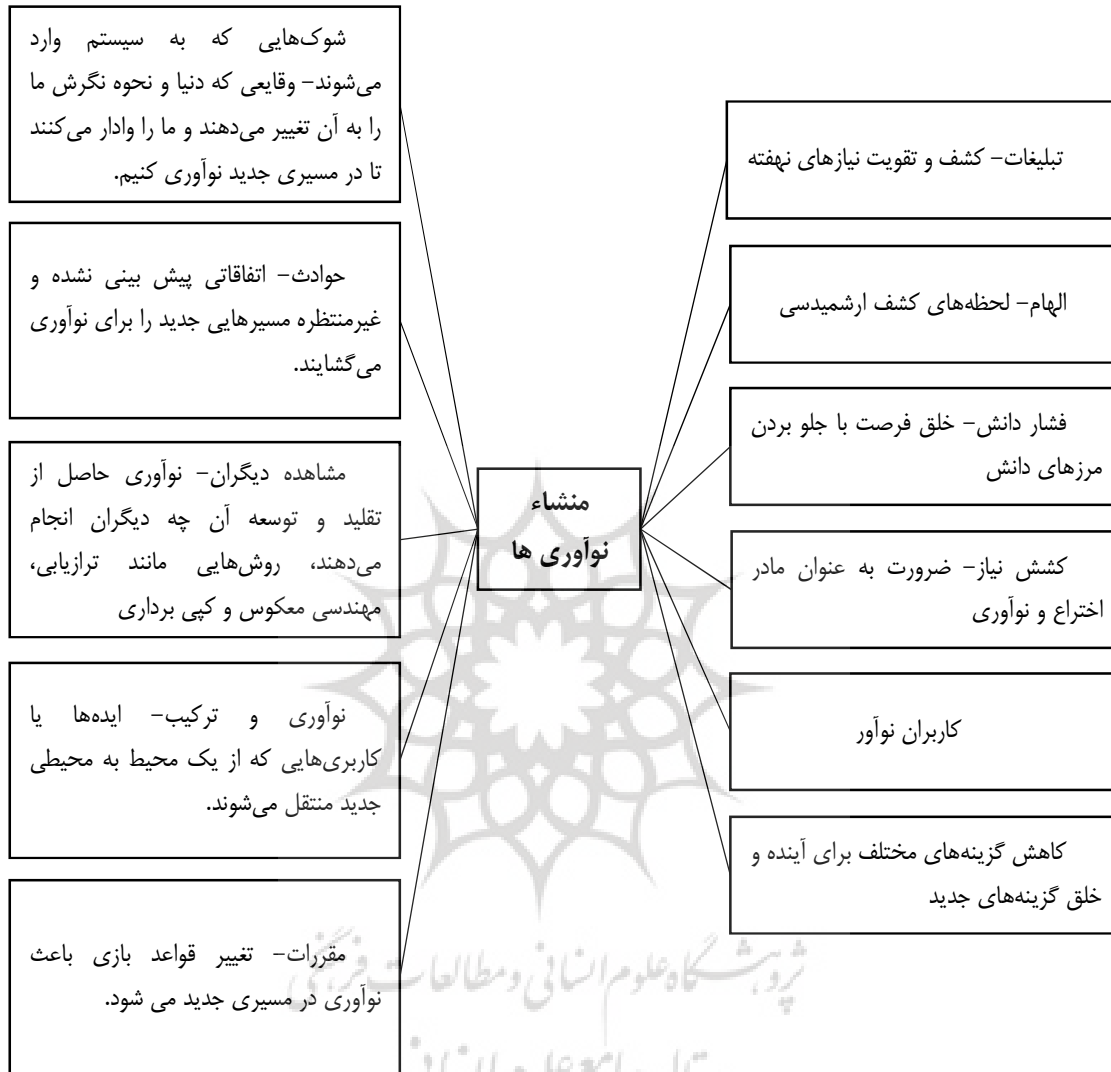 تبلیغات- کشف و تقویت نیازهای نهفته
الهام- لحظه‌های کشف ارشمیدسی
فشار دانش- خلق فرصت با جلو بردن
مرزهای دانش
کشش نیاز- ضرورت به عنوان مادر
اختراع و نوآوری
کاربران نوآور
کاهش گزینه‌های مختلف برای آینده و
خلق گزینه‌های جدید
منشاء
نوآوری ها
شوک‌هایی که به سیستم وارد
می‌شوند- وقایعی که دنیا و نحوه نگرش ما
را به آن تغییر می‌دهند و ما را وادار می‌کنند
تا در مسیری جدید نوآوری کنیم.
حوادث- اتفاقاتی پیش بینی نشده و
غیرمنتظره مسیرهایی جدید را برای نوآوری
می‌گشایند.
مشاهده دیگران- نوآوری حاصل از
تقلید و توسعه آن چه دیگران انجام
می‌دهند، روش‌هایی مانند ترازیابی،
مهندسی معکوس و کپی برداری
نوآوری و ترکیب- ایده‌ها یا
کاربری‌هایی که از یک محیط به محیطی
جدید منتقل می‌شوند.
مقررات- تغییر قواعد بازی باعث
نوآوری در مسیری جدید می شود.
پژوهشگاه علوم انسانی و مطالعات فرهنگی